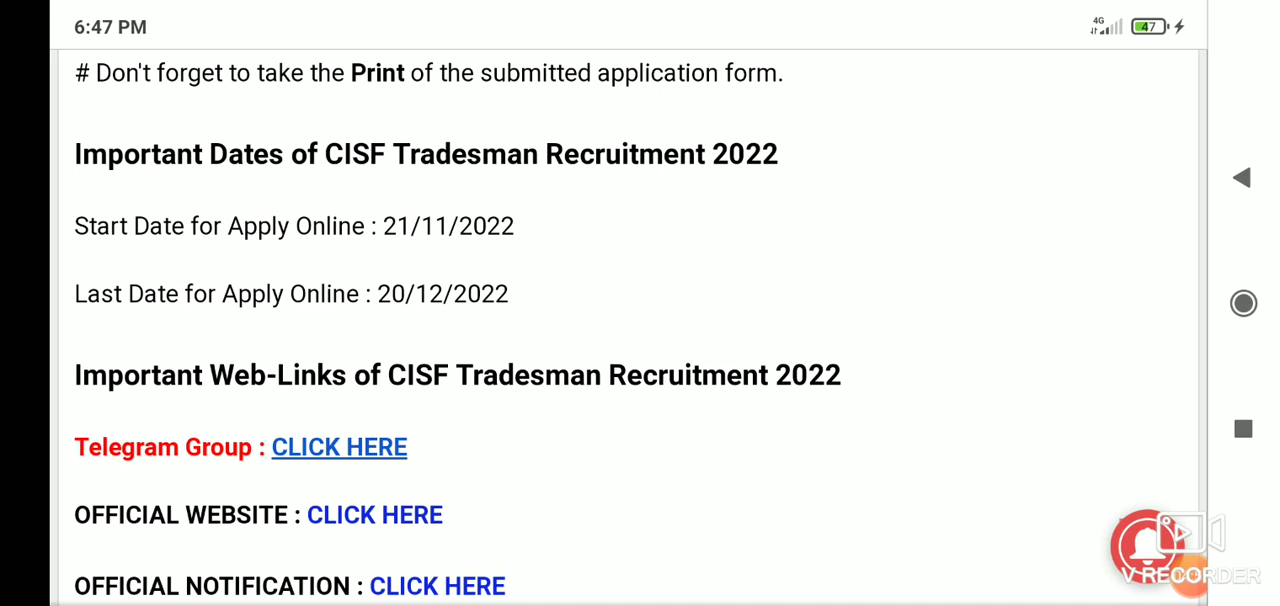 6:47 PM
4G
47
# Don't forget to take the Print of the submitted application form.
Important Dates of CISF Tradesman Recruitment 2022
Start Date for Apply Online : 21/11/2022
Last Date for Apply Online : 20/12/2022
Important Web-Links of CISF Tradesman Recruitment 2022
Telegram Group : CLICK HERE
OFFICIAL WEBSITE : CLICK HERE
OFFICIAL NOTIFICATION : CLICK HERE
V RECORDER